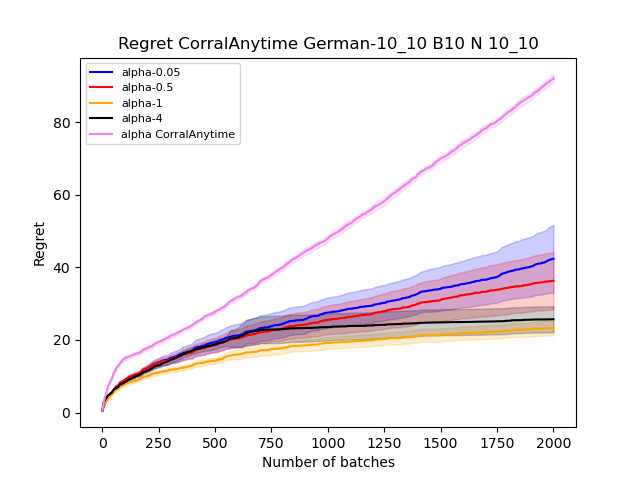 Regret CorralAnytime German-10_10 B10 N 10_10
alpha-0.05
alpha-0.5
alpha-1
alpha-4
alpha CorralAnytime
80
60
40
20
0
Regret
0 250 500 750 1000 1250 1500 1750 2000
Number of batches